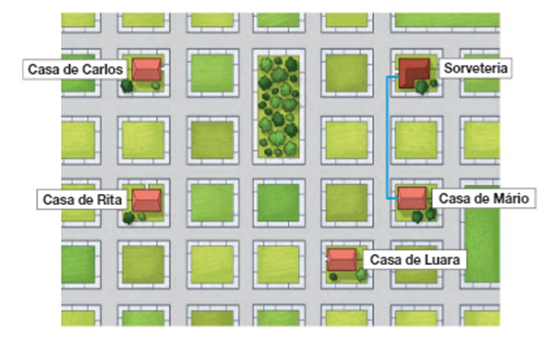 Casa de Carlos
Sorveteria
Casa de Rita
Casa de Mário
Casa de Luara